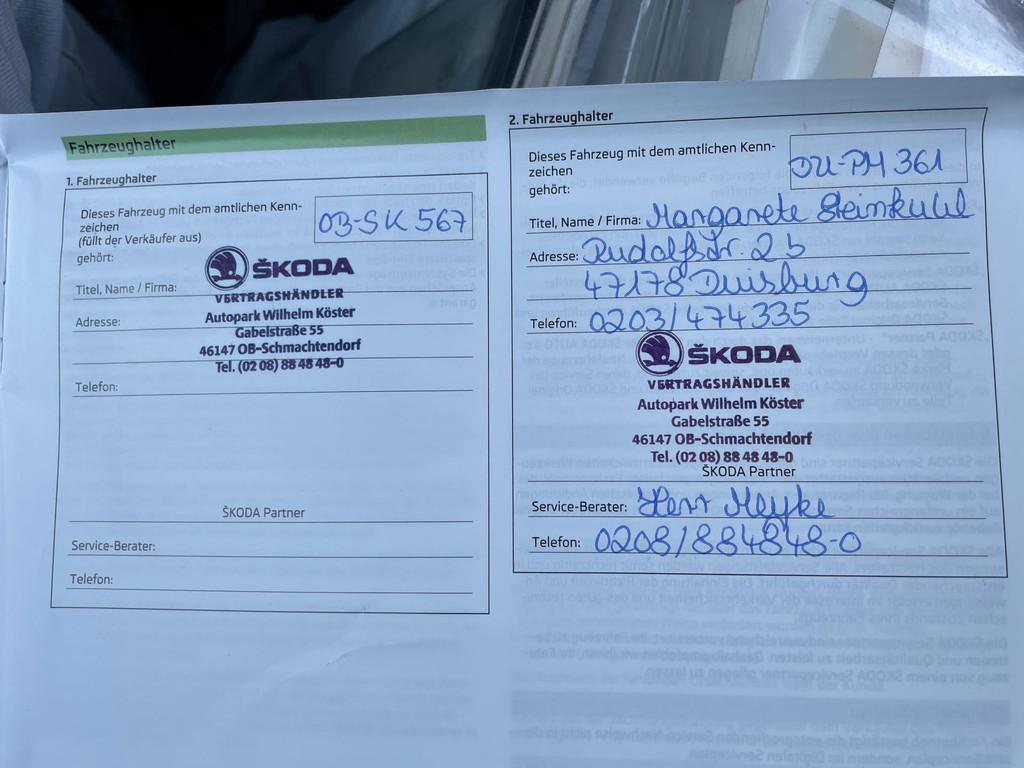 Fahrzeughalter
1. Fahrzeughalter
Dieses Fahrzeug mit dem amtlichen Kenn-
zeichen
(füllt der Verkäufer aus)
OB-SK 567
gehört:
ŠKODA
Titel, Name / Firma:
VERTRAGSHÄNDLER
Autopark Wilhelm Köster
Adresse:
Gabelstraße 55
46147 OB-Schmachtendorf
Tel. (02 08) 88 48 48-0
Telefon:
ŠKODA Partner
Service-Berater:
Telefon:
2. Fahrzeughalter
Dieses Fahrzeug mit dem amtlichen Kenn-
zeichen
DU-PM 361
gehört:
Titel, Name / Firma: Margarete Steinkuhl
Adresse: Rudolfstr. 2b
47178 Duisburg
Telefon: 0203/474335
ŠKODA
VERTRAGSHÄNDLER
Autopark Wilhelm Köster
Gabelstraße 55
46147 OB-Schmachtendorf
Tel. (02 08) 88 48 48-0
ŠKODA Partner
Service-Berater: Herr Meyke
Telefon: 0208/884848-0